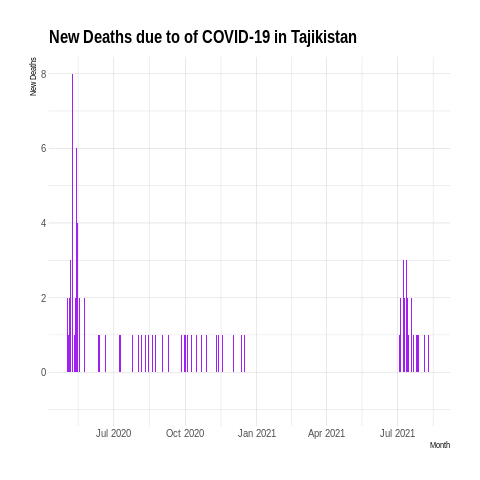 New Deaths due to of COVID-19 in Tajikistan
New Deaths
8
6
4
2
0
Jul 2020 Oct 2020 Jan 2021 Apr 2021 Jul 2021
Month